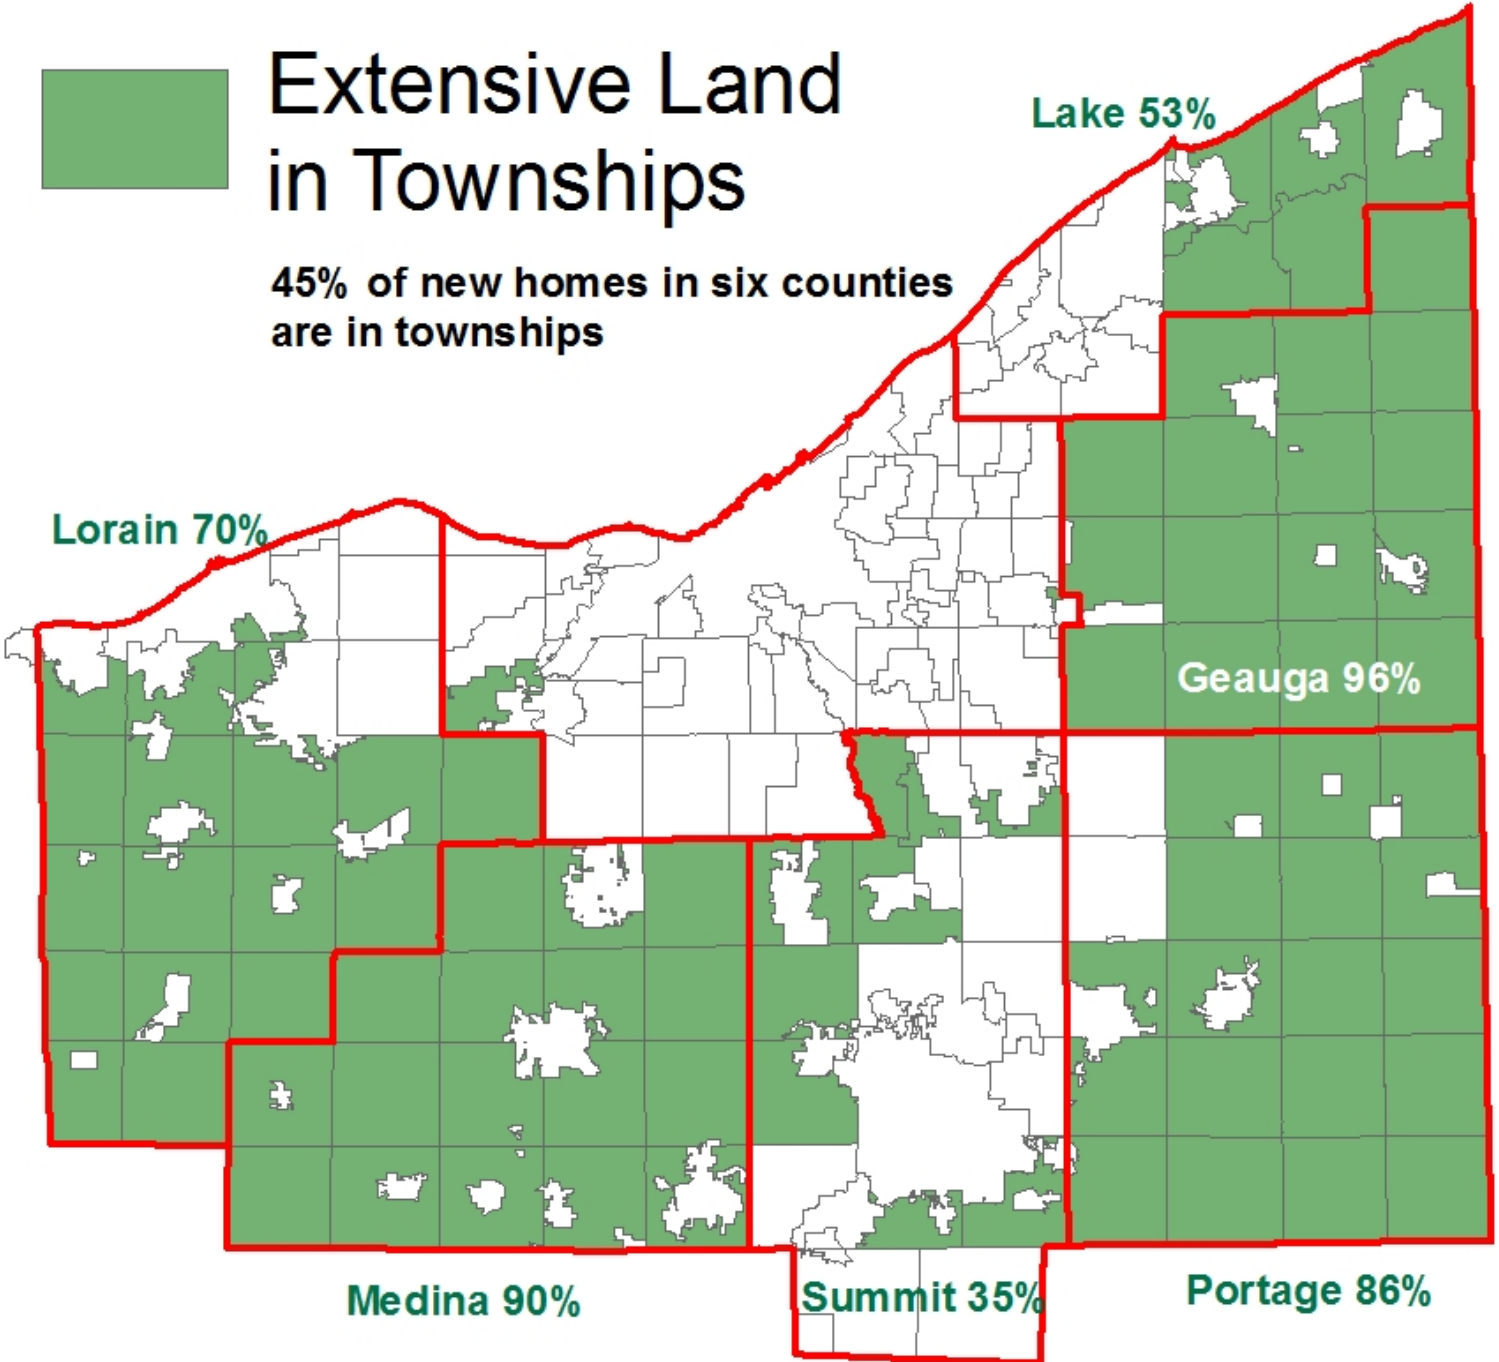 Extensive Land
in Townships
45% of new homes in six counties
are in townships
Lake 53%
Lorain 70%
Geauga 96%
Medina 90%
Summit 35%
Portage 86%